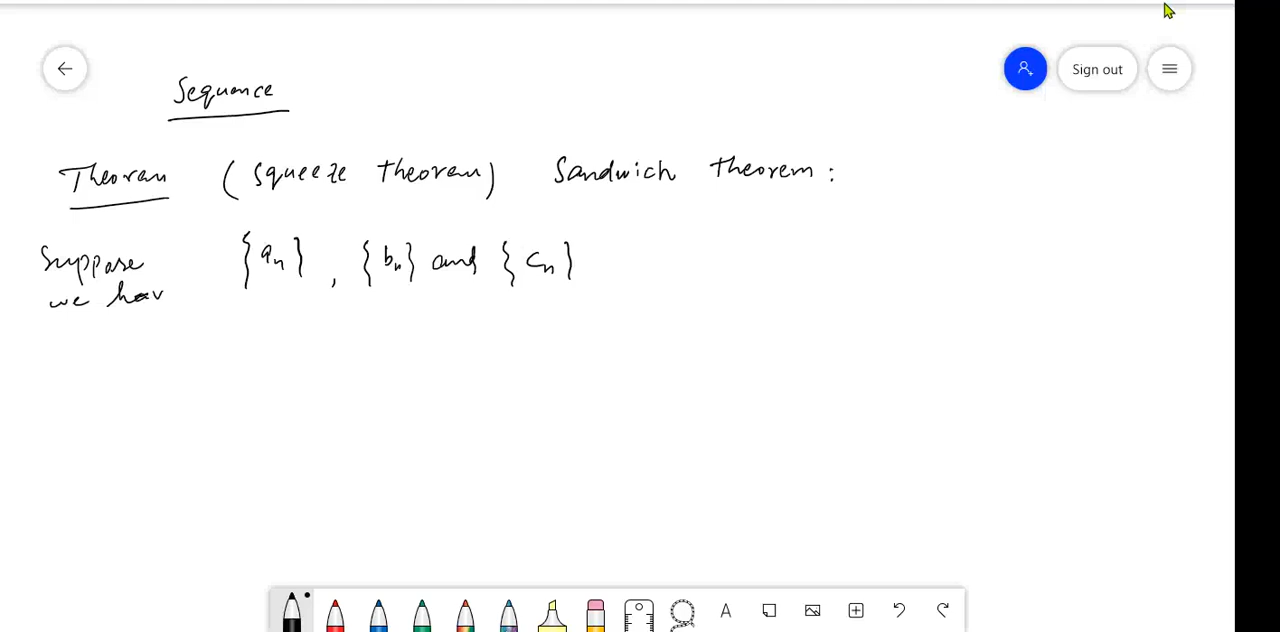 Sign out
Sequence
Theorem (Squeeze theorem) Sandwich theorem :
Suppose {an} , {bn} and {cn}
we hav
A